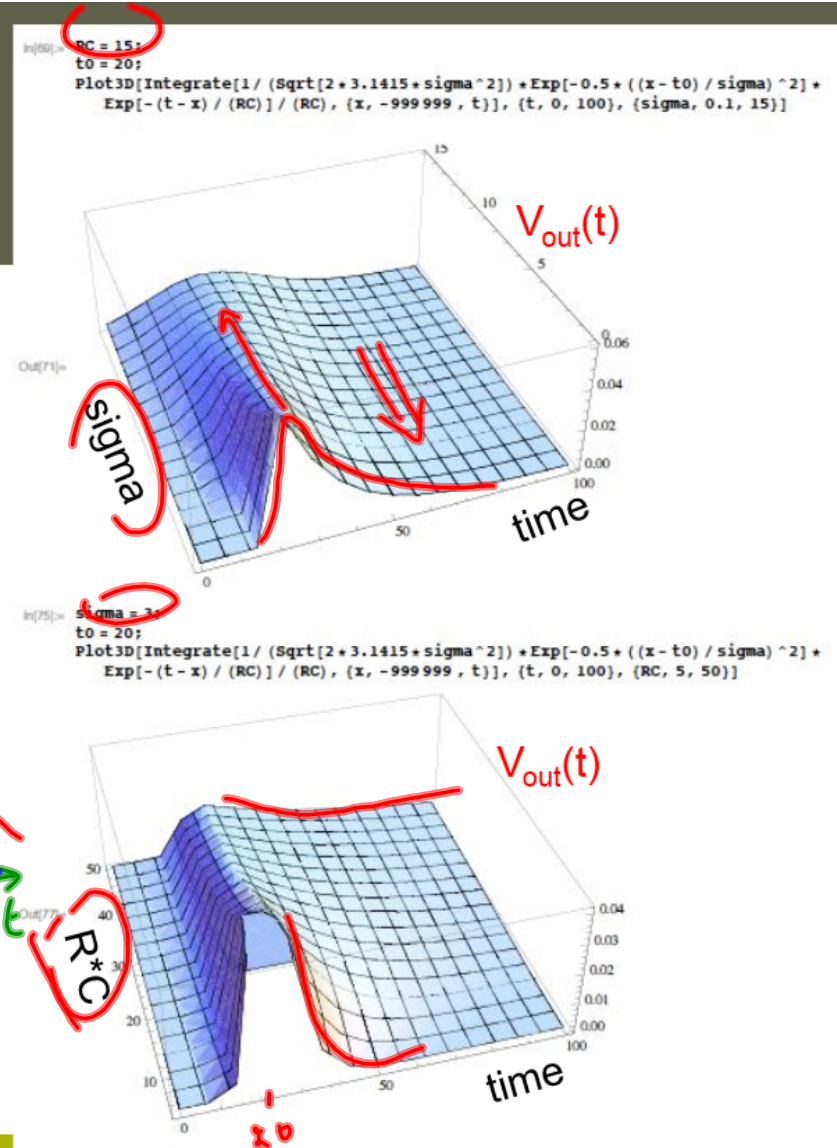 In[69]:= RC = 15;
t0 = 20;
Plot3D[Integrate[1/ (Sqrt[2*3.1415*sigma^2]) *Exp[-0.5* ((x-t0) /sigma) ^2] *
Exp[-(t-x) / (RC)] / (RC), {x, -999999, t}], {t, 0, 100}, {sigma, 0.1, 15}]
15
10
V_out(t)
5
0
0.06
Out[71]=
0.04
sigma
0.02
0.00
100
time
50
0
In[75]:= sigma = 3;
t0 = 20;
Plot3D[Integrate[1/ (Sqrt[2*3.1415*sigma^2]) *Exp[-0.5* ((x-t0) /sigma) ^2] *
Exp[-(t-x) / (RC)] / (RC), {x, -999999, t}], {t, 0, 100}, {RC, 5, 50}]
V_out(t)
50
t
Out[77]= 40
0.04
R*C
0.03
30
0.02
20
0.01
0.00
100
10
50
time
0